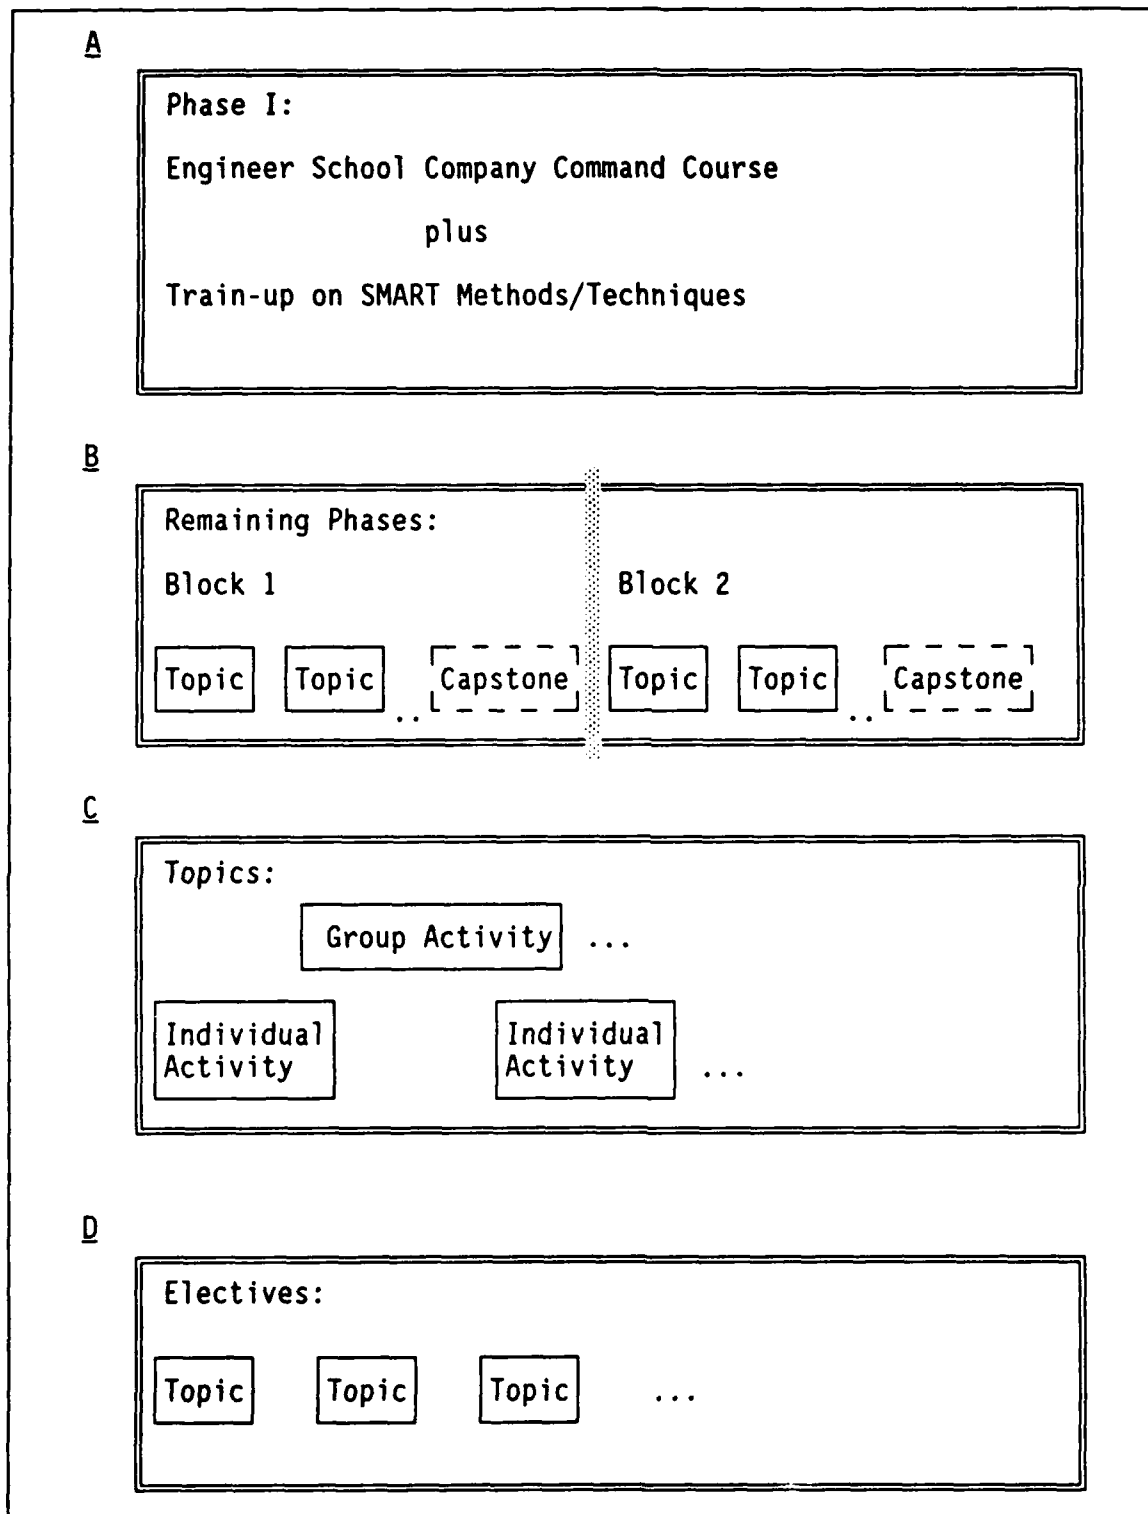 A
Phase I:
Engineer School Company Command Course
plus
Train-up on SMART Methods/Techniques
B
Remaining Phases:
Block 1 Block 2
Topic Topic .. Capstone Topic Topic .. Capstone
C
Topics:
Group Activity ...
Individual Individual
Activity Activity ...
D
Electives:
Topic Topic Topic ...